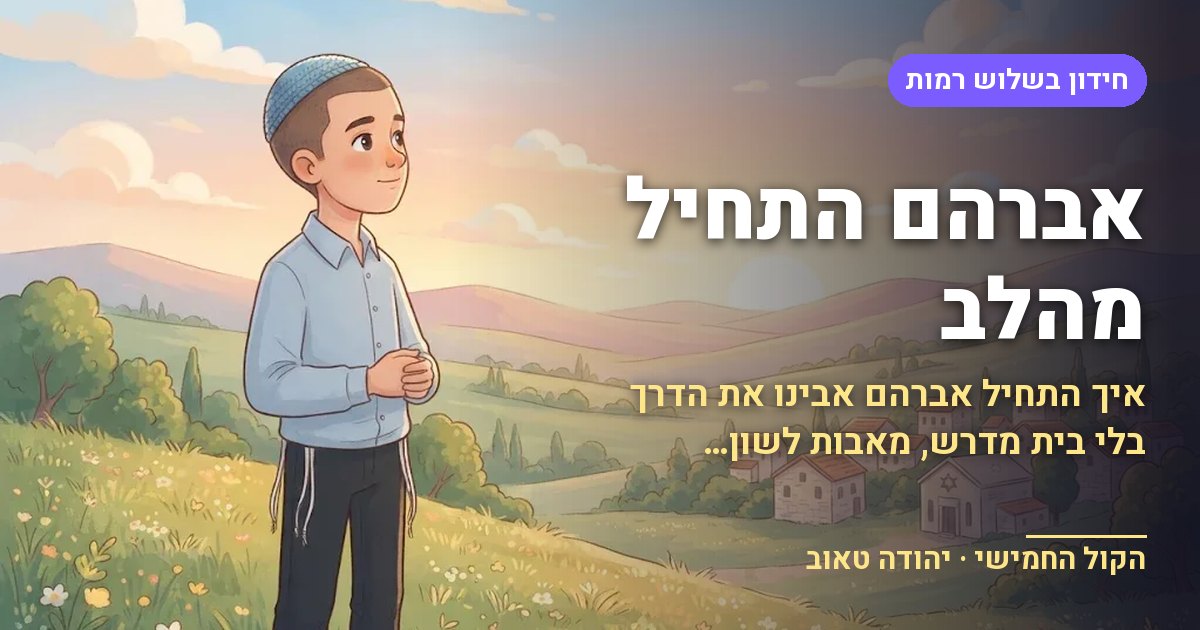 חידון בשלוש רמות
אברהם התחיל
מהלב
איך התחיל אברהם אבינו את הדרך
בלי בית מדרש, מאבות לשון...
הקול החמישי · יהודה טאוב